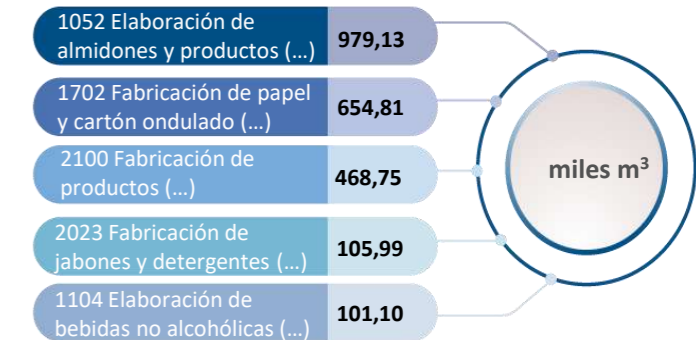 1052 Elaboración de
almidones y productos (...)
979,13
1702 Fabricación de papel
y cartón ondulado (...)
654,81
2100 Fabricación de
productos (...)
468,75
2023 Fabricación de
jabones y detergentes (...)
105,99
1104 Elaboración de
bebidas no alcohólicas (...)
101,10
miles m³